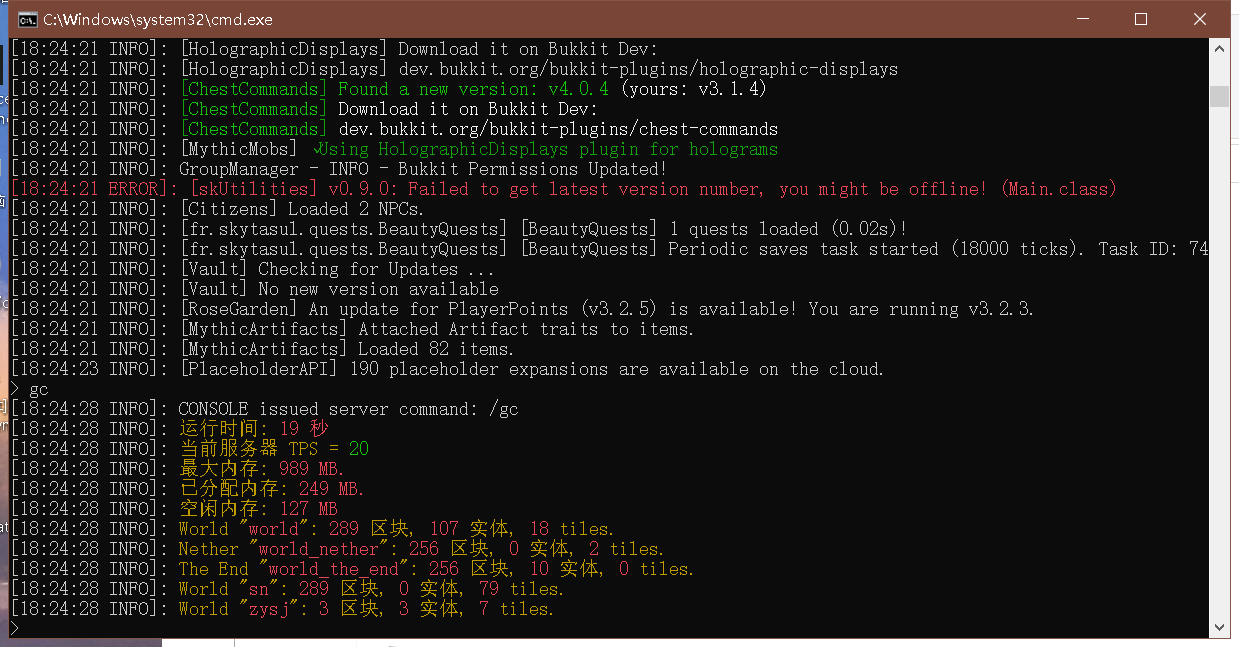 C:\Windows\system32\cmd.exe
[18:24:21 INFO]: [HolographicDisplays] Download it on Bukkit Dev:
[18:24:21 INFO]: [HolographicDisplays] dev.bukkit.org/bukkit-plugins/holographic-displays
[18:24:21 INFO]: [ChestCommands] Found a new version: v4.0.4 (yours: v3.1.4)
[18:24:21 INFO]: [ChestCommands] Download it on Bukkit Dev:
[18:24:21 INFO]: [ChestCommands] dev.bukkit.org/bukkit-plugins/chest-commands
[18:24:21 INFO]: [MythicMobs] ✓Using HolographicDisplays plugin for holograms
[18:24:21 INFO]: GroupManager - INFO - Bukkit Permissions Updated!
[18:24:21 ERROR]: [skUtilities] v0.9.0: Failed to get latest version number, you might be offline! (Main.class)
[18:24:21 INFO]: [Citizens] Loaded 2 NPCs.
[18:24:21 INFO]: [fr.skytasul.quests.BeautyQuests] [BeautyQuests] 1 quests loaded (0.02s)!
[18:24:21 INFO]: [fr.skytasul.quests.BeautyQuests] [BeautyQuests] Periodic saves task started (18000 ticks). Task ID: 74
[18:24:21 INFO]: [Vault] Checking for Updates ...
[18:24:21 INFO]: [Vault] No new version available
[18:24:21 INFO]: [RoseGarden] An update for PlayerPoints (v3.2.5) is available! You are running v3.2.3.
[18:24:21 INFO]: [MythicArtifacts] Attached Artifact traits to items.
[18:24:21 INFO]: [MythicArtifacts] Loaded 82 items.
[18:24:23 INFO]: [PlaceholderAPI] 190 placeholder expansions are available on the cloud.
> gc
[18:24:28 INFO]: CONSOLE issued server command: /gc
[18:24:28 INFO]: 运行时间: 19 秒
[18:24:28 INFO]: 当前服务器 TPS = 20
[18:24:28 INFO]: 最大内存: 989 MB.
[18:24:28 INFO]: 已分配内存: 249 MB.
[18:24:28 INFO]: 空闲内存: 127 MB
[18:24:28 INFO]: World "world": 289 区块, 107 实体, 18 tiles.
[18:24:28 INFO]: Nether "world_nether": 256 区块, 0 实体, 2 tiles.
[18:24:28 INFO]: The End "world_the_end": 256 区块, 10 实体, 0 tiles.
[18:24:28 INFO]: World "sn": 289 区块, 0 实体, 79 tiles.
[18:24:28 INFO]: World "zysj": 3 区块, 3 实体, 7 tiles.
>